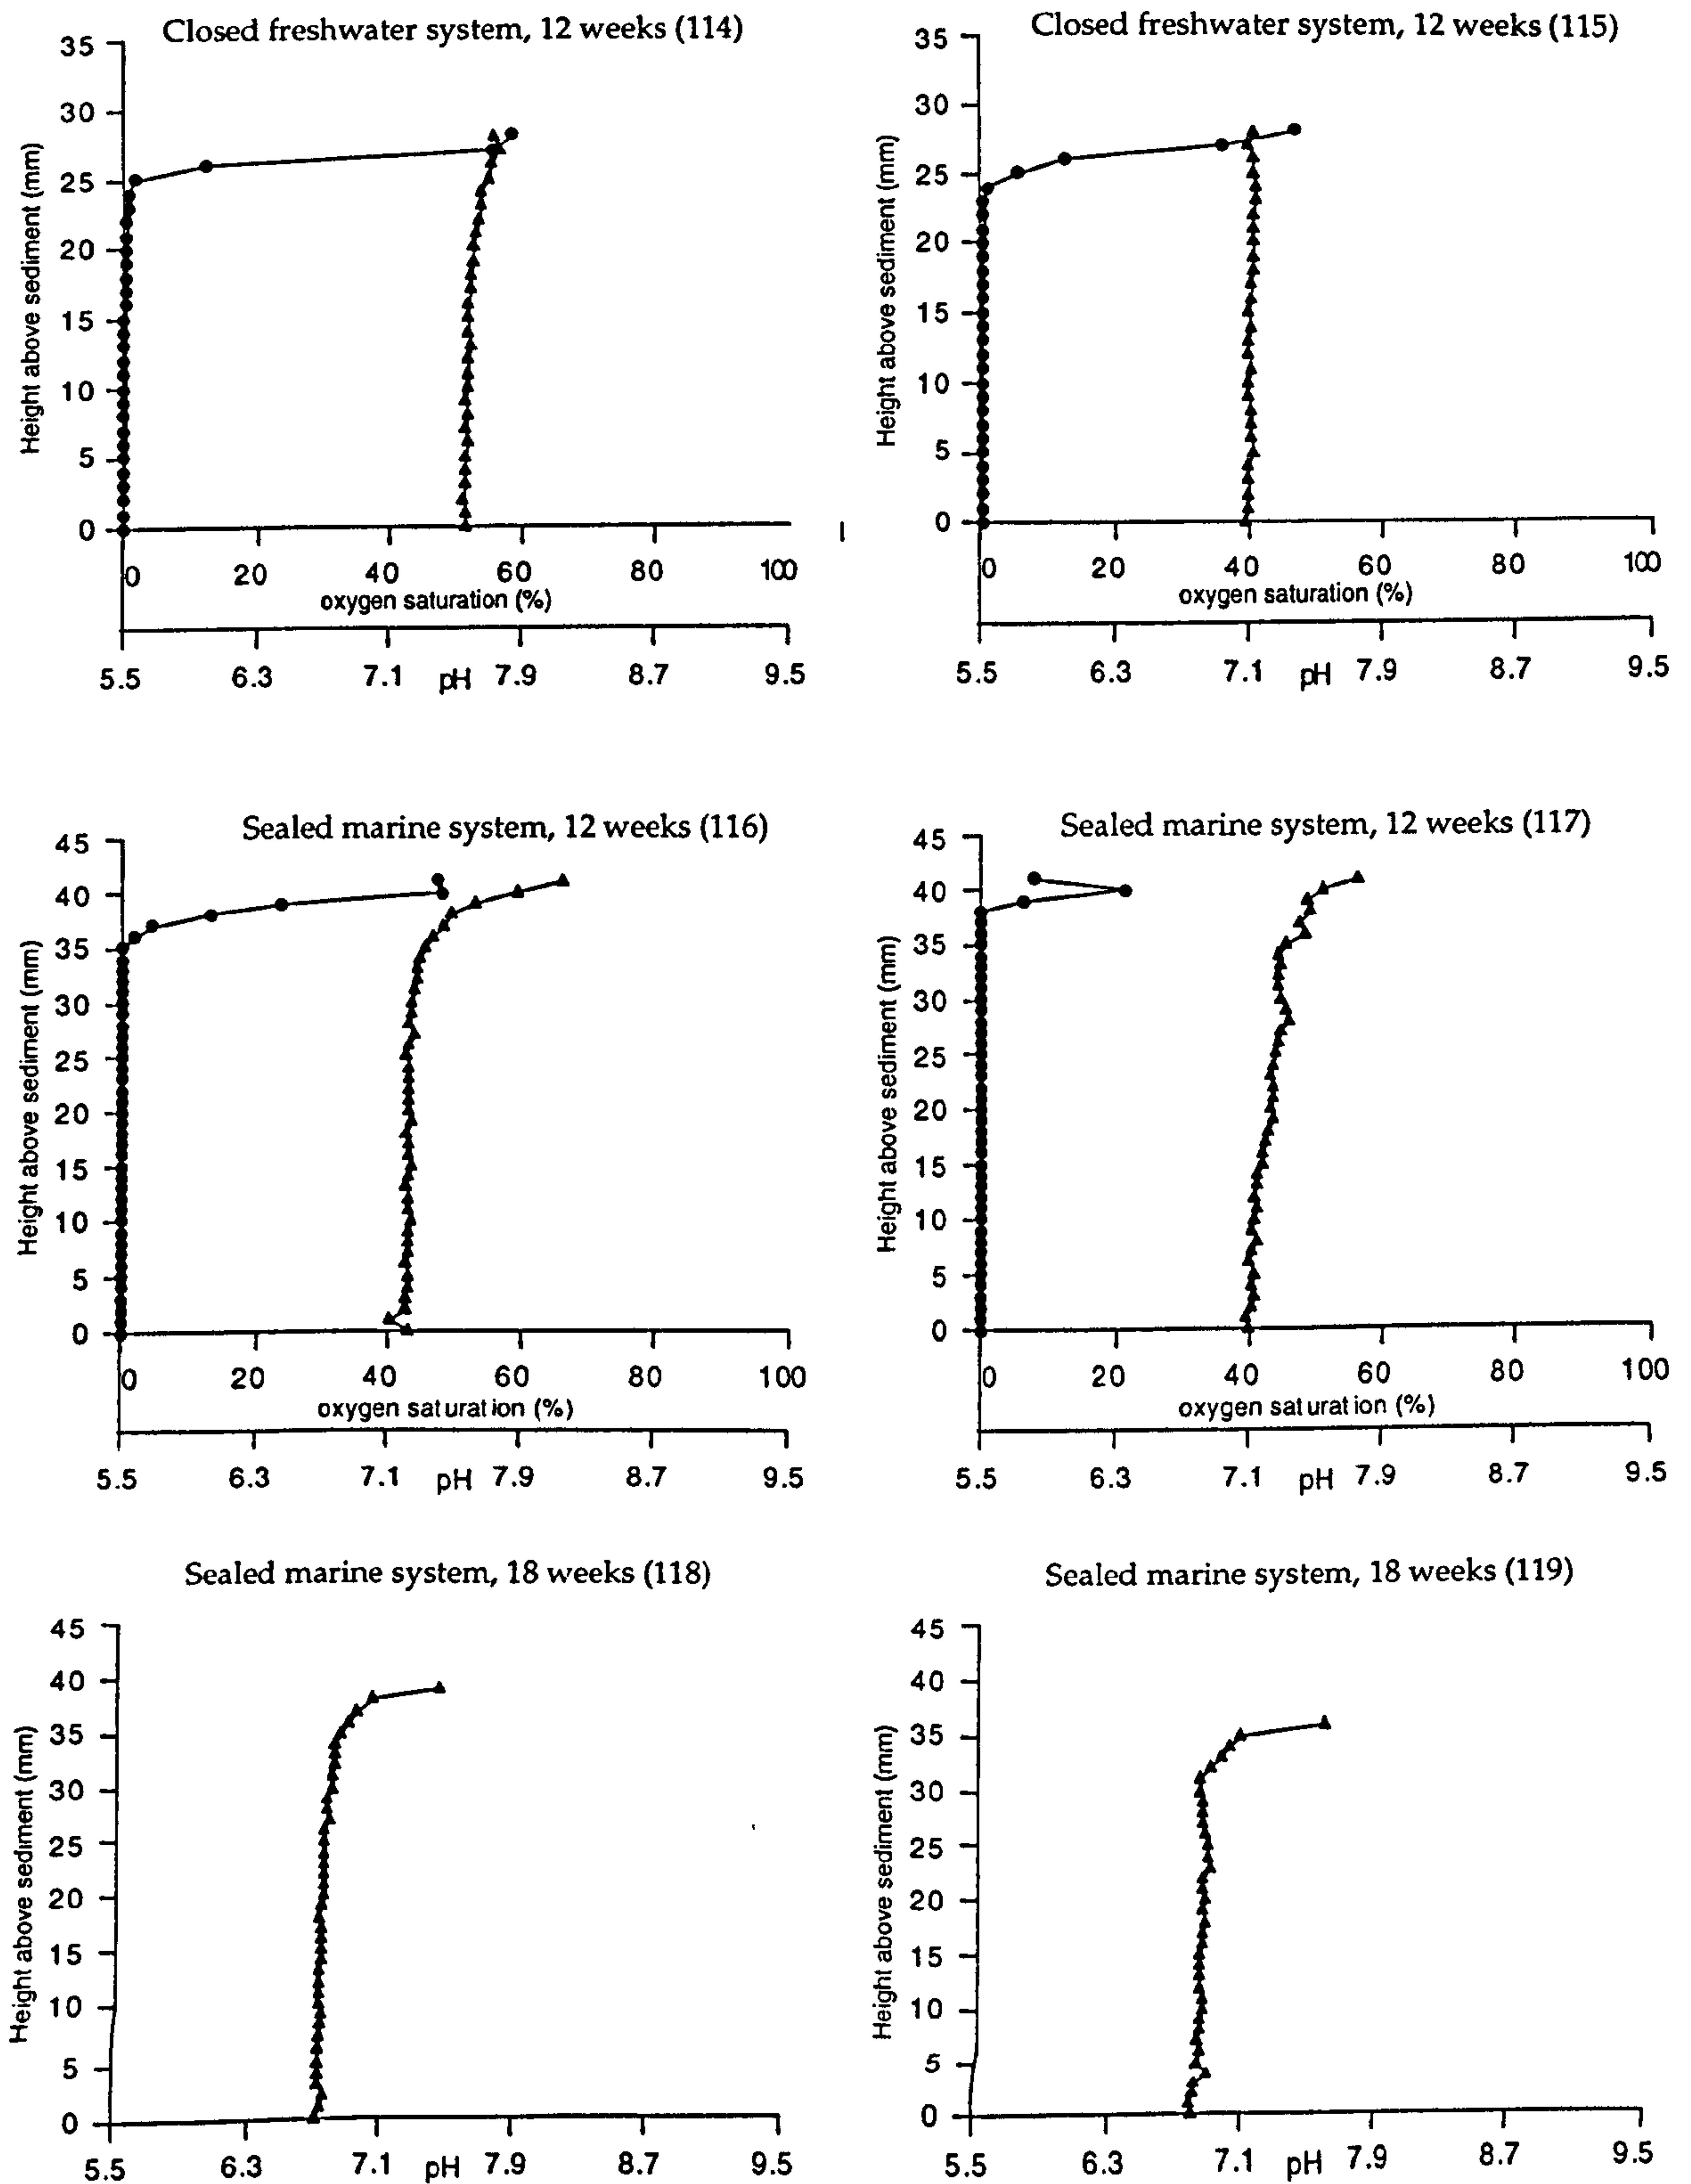 Closed freshwater system, 12 weeks (114)
35
30
25
20
15
10
5
0
Height above sediment (mm)
0 20 40 60 80 100
oxygen saturation (%)
5.5 6.3 7.1 pH 7.9 8.7 9.5
Closed freshwater system, 12 weeks (115)
35
30
25
20
15
10
5
0
Height above sediment (mm)
0 20 40 60 80 100
oxygen saturation (%)
5.5 6.3 7.1 pH 7.9 8.7 9.5
Sealed marine system, 12 weeks (116)
45
40
35
30
25
20
15
10
5
0
Height above sediment (mm)
0 20 40 60 80 100
oxygen saturation (%)
5.5 6.3 7.1 pH 7.9 8.7 9.5
Sealed marine system, 12 weeks (117)
45
40
35
30
25
20
15
10
5
0
Height above sediment (mm)
0 20 40 60 80 100
oxygen saturation (%)
5.5 6.3 7.1 pH 7.9 8.7 9.5
Sealed marine system, 18 weeks (118)
45
40
35
30
25
20
15
10
5
0
Height above sediment (mm)
5.5 6.3 7.1 pH 7.9 8.7 9.5
Sealed marine system, 18 weeks (119)
45
40
35
30
25
20
15
10
5
0
Height above sediment (mm)
5.5 6.3 7.1 pH 7.9 8.7 9.5